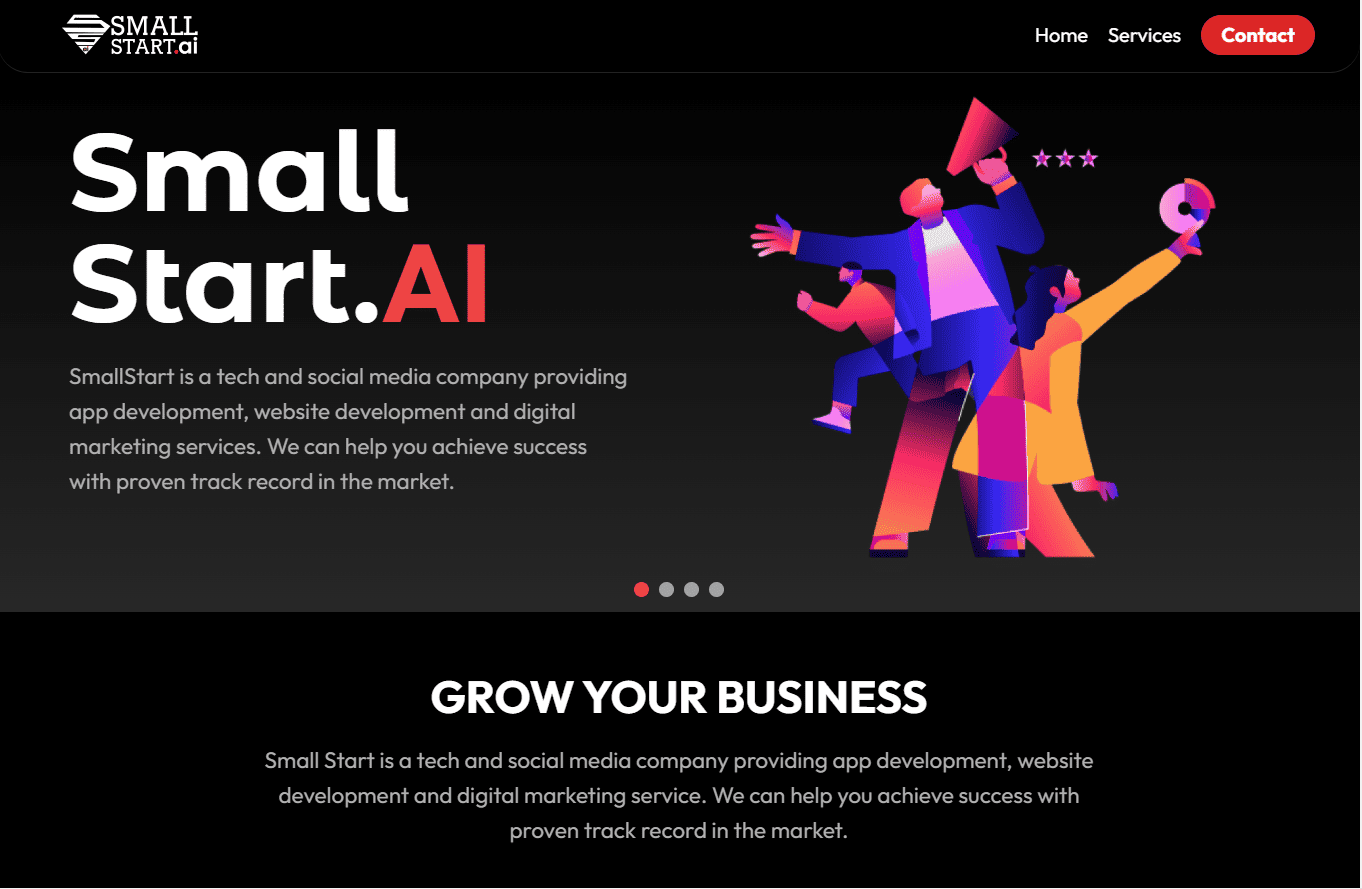 SMALL
START.ai
Home Services Contact
Small
Start.AI
SmallStart is a tech and social media company providing
app development, website development and digital
marketing services. We can help you achieve success
with proven track record in the market.
GROW YOUR BUSINESS
Small Start is a tech and social media company providing app development, website
development and digital marketing service. We can help you achieve success with
proven track record in the market.